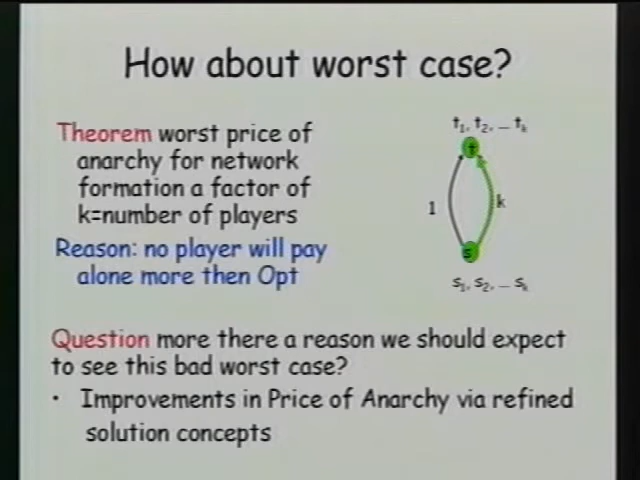 How about worst case?
Theorem worst price of
anarchy for network
formation a factor of
k=number of players
Reason: no player will pay
alone more then Opt
t1, t2, … tk
t
1
k
s
s1, s2, … sk
Question more there a reason we should expect
to see this bad worst case?
• Improvements in Price of Anarchy via refined
solution concepts